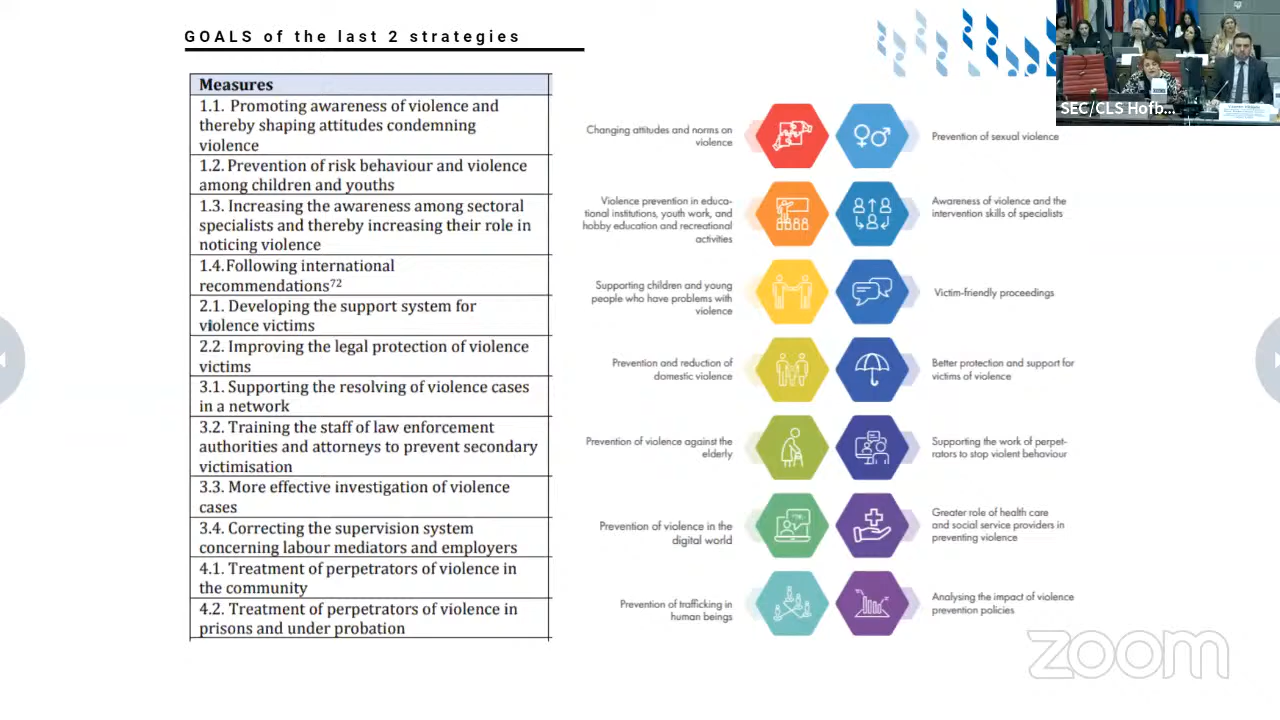 GOALS of the last 2 strategies
Measures
1.1. Promoting awareness of violence and
thereby shaping attitudes condemning
violence
1.2. Prevention of risk behaviour and violence
among children and youths
1.3. Increasing the awareness among sectoral
specialists and thereby increasing their role in
noticing violence
1.4.Following international
recommendations72
2.1. Developing the support system for
violence victims
2.2. Improving the legal protection of violence
victims
3.1. Supporting the resolving of violence cases
in a network
3.2. Training the staff of law enforcement
authorities and attorneys to prevent secondary
victimisation
3.3. More effective investigation of violence
cases
3.4. Correcting the supervision system
concerning labour mediators and employers
4.1. Treatment of perpetrators of violence in
the community
4.2. Treatment of perpetrators of violence in
prisons and under probation
Changing attitudes and norms on
violence
Violence prevention in educa-
tional institutions, youth work, and
hobby education and recreational
activities
Supporting children and young
people who have problems with
violence
Prevention and reduction of
domestic violence
Prevention of violence against the
elderly
Prevention of violence in the
digital world
Prevention of trafficking in
human beings
Prevention of sexual violence
Awareness of violence and the
intervention skills of specialists
Victim-friendly proceedings
Better protection and support for
victims of violence
Supporting the work of perpet-
rators to stop violent behaviour
Greater role of health care
and social service providers in
preventing violence
Analysing the impact of violence
prevention policies
SEC/CLS Hofb...
zoom